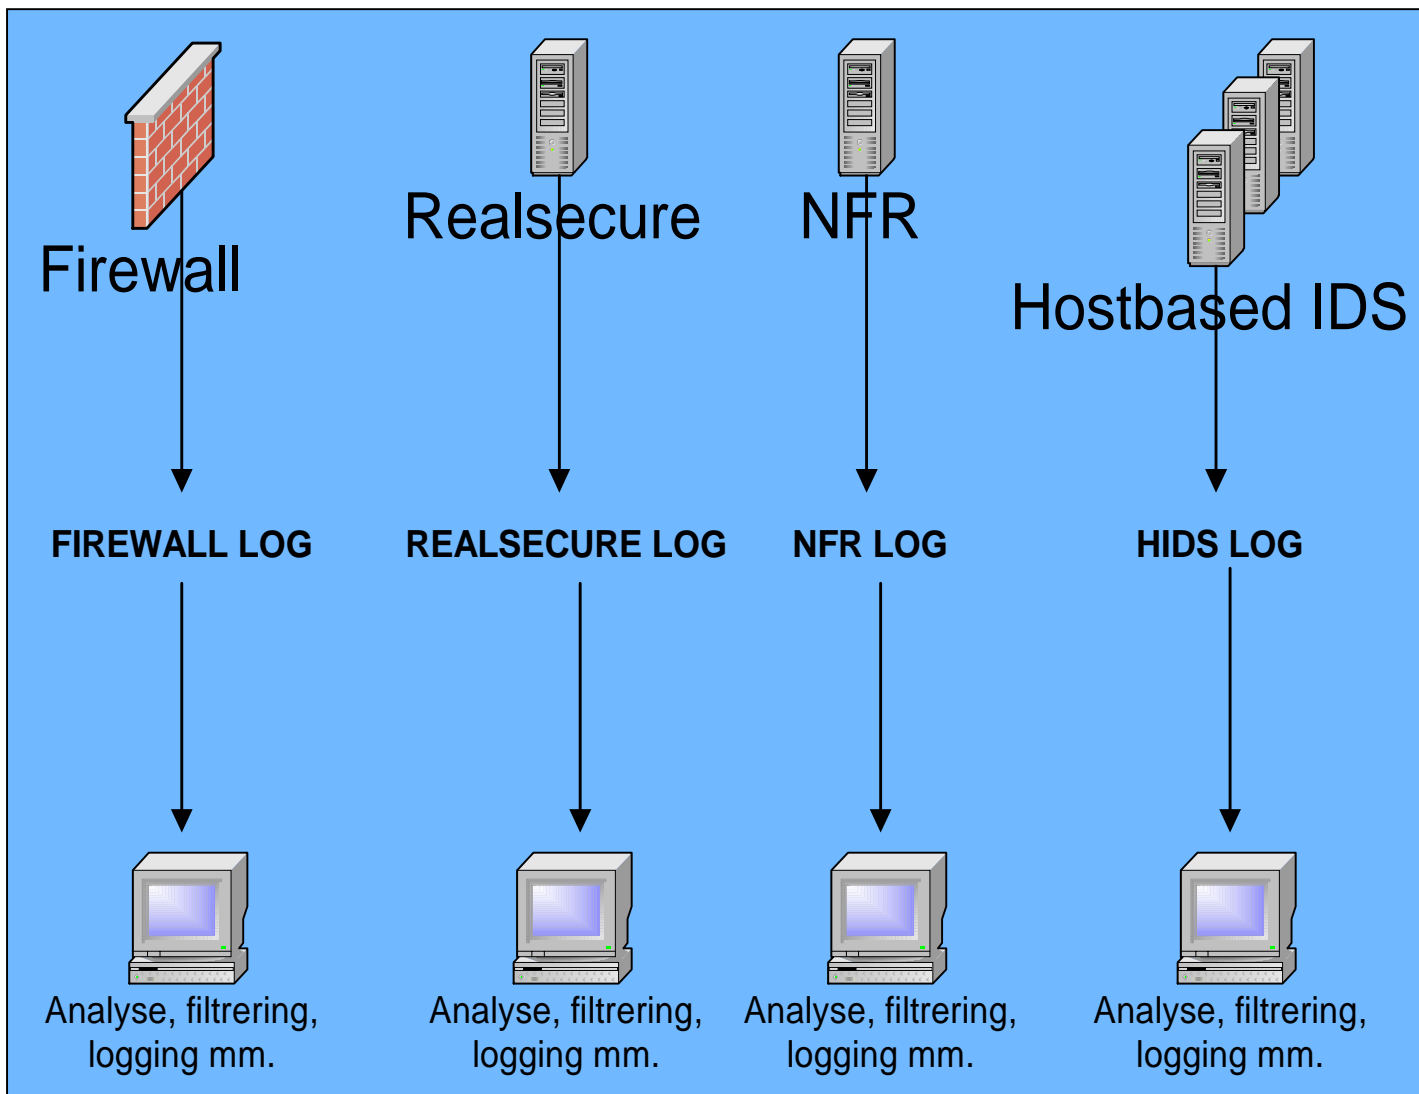 Firewall
Realsecure
NFR
Hostbased IDS
FIREWALL LOG
REALSECURE LOG
NFR LOG
HIDS LOG
Analyse, filtrering,
logging mm.
Analyse, filtrering,
logging mm.
Analyse, filtrering,
logging mm.
Analyse, filtrering,
logging mm.